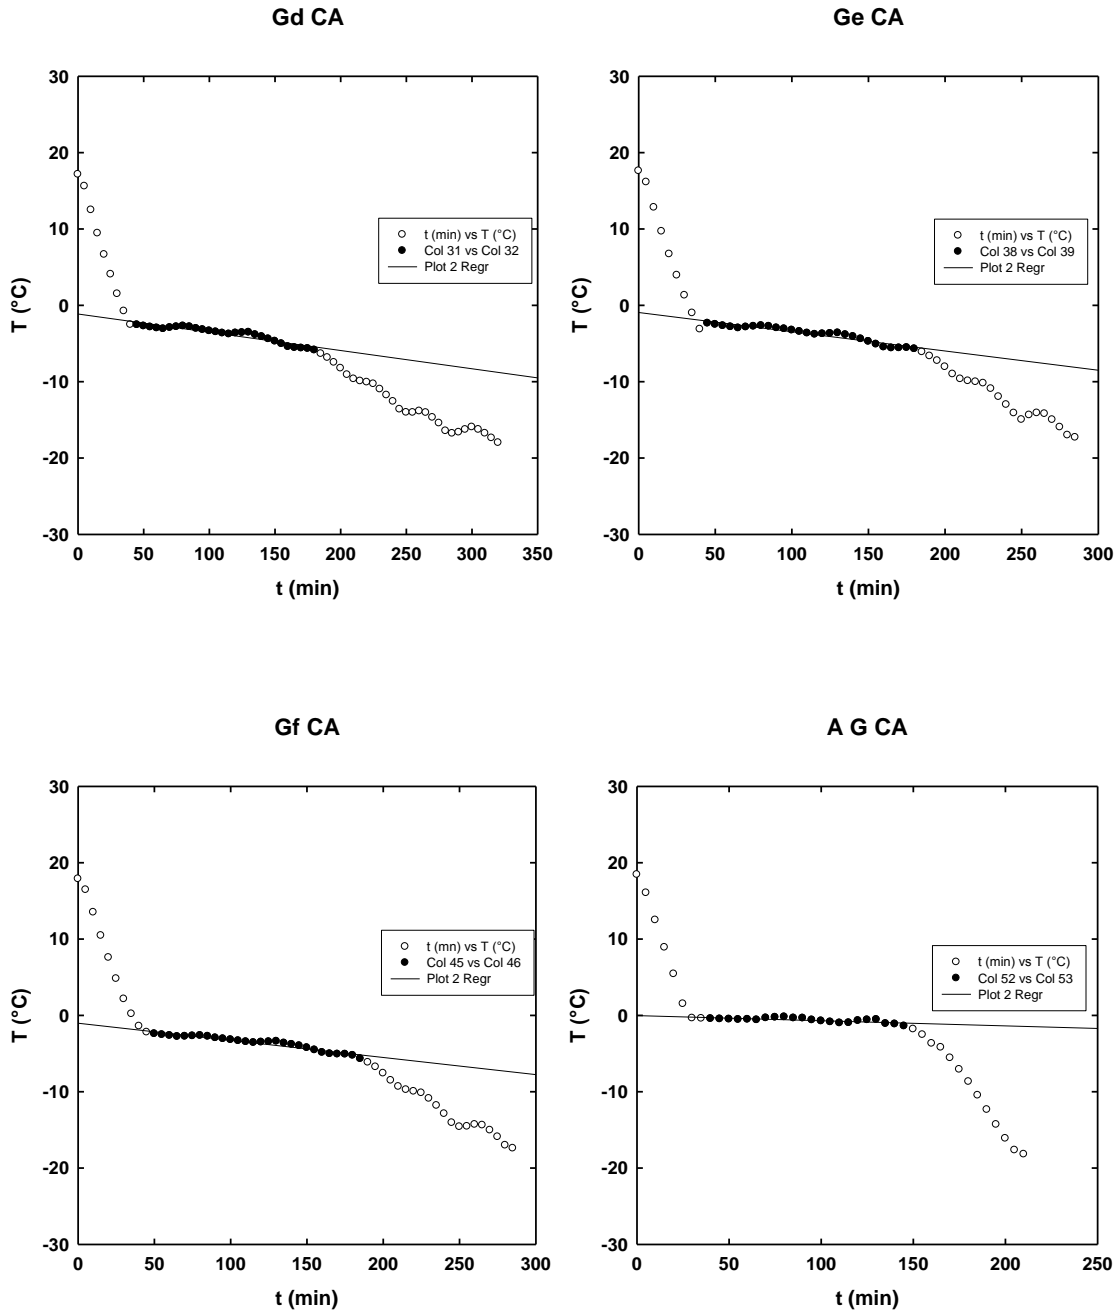 Gd CA
30
20
10
0
-10
-20
-30
T (°C)
t (min) vs T (°C)
Col 31 vs Col 32
Plot 2 Regr
0 50 100 150 200 250 300 350
t (min)
Ge CA
30
20
10
0
-10
-20
-30
T (°C)
t (min) vs T (°C)
Col 38 vs Col 39
Plot 2 Regr
0 50 100 150 200 250 300
t (min)
Gf CA
30
20
10
0
-10
-20
-30
T (°C)
t (mn) vs T (°C)
Col 45 vs Col 46
Plot 2 Regr
0 50 100 150 200 250 300
t (min)
A G CA
30
20
10
0
-10
-20
-30
T (°C)
t (min) vs T (°C)
Col 52 vs Col 53
Plot 2 Regr
0 50 100 150 200 250
t (min)